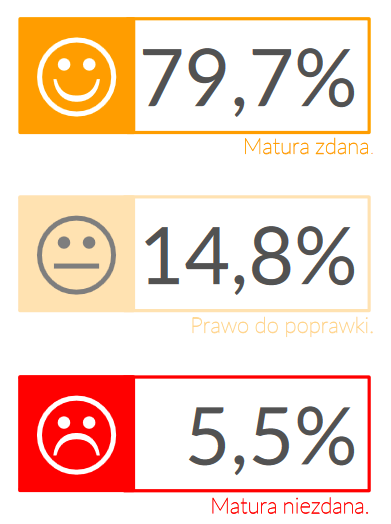 79,7%
Matura zdana.
14,8%
Prawo do poprawki.
5,5%
Matura niezdana.